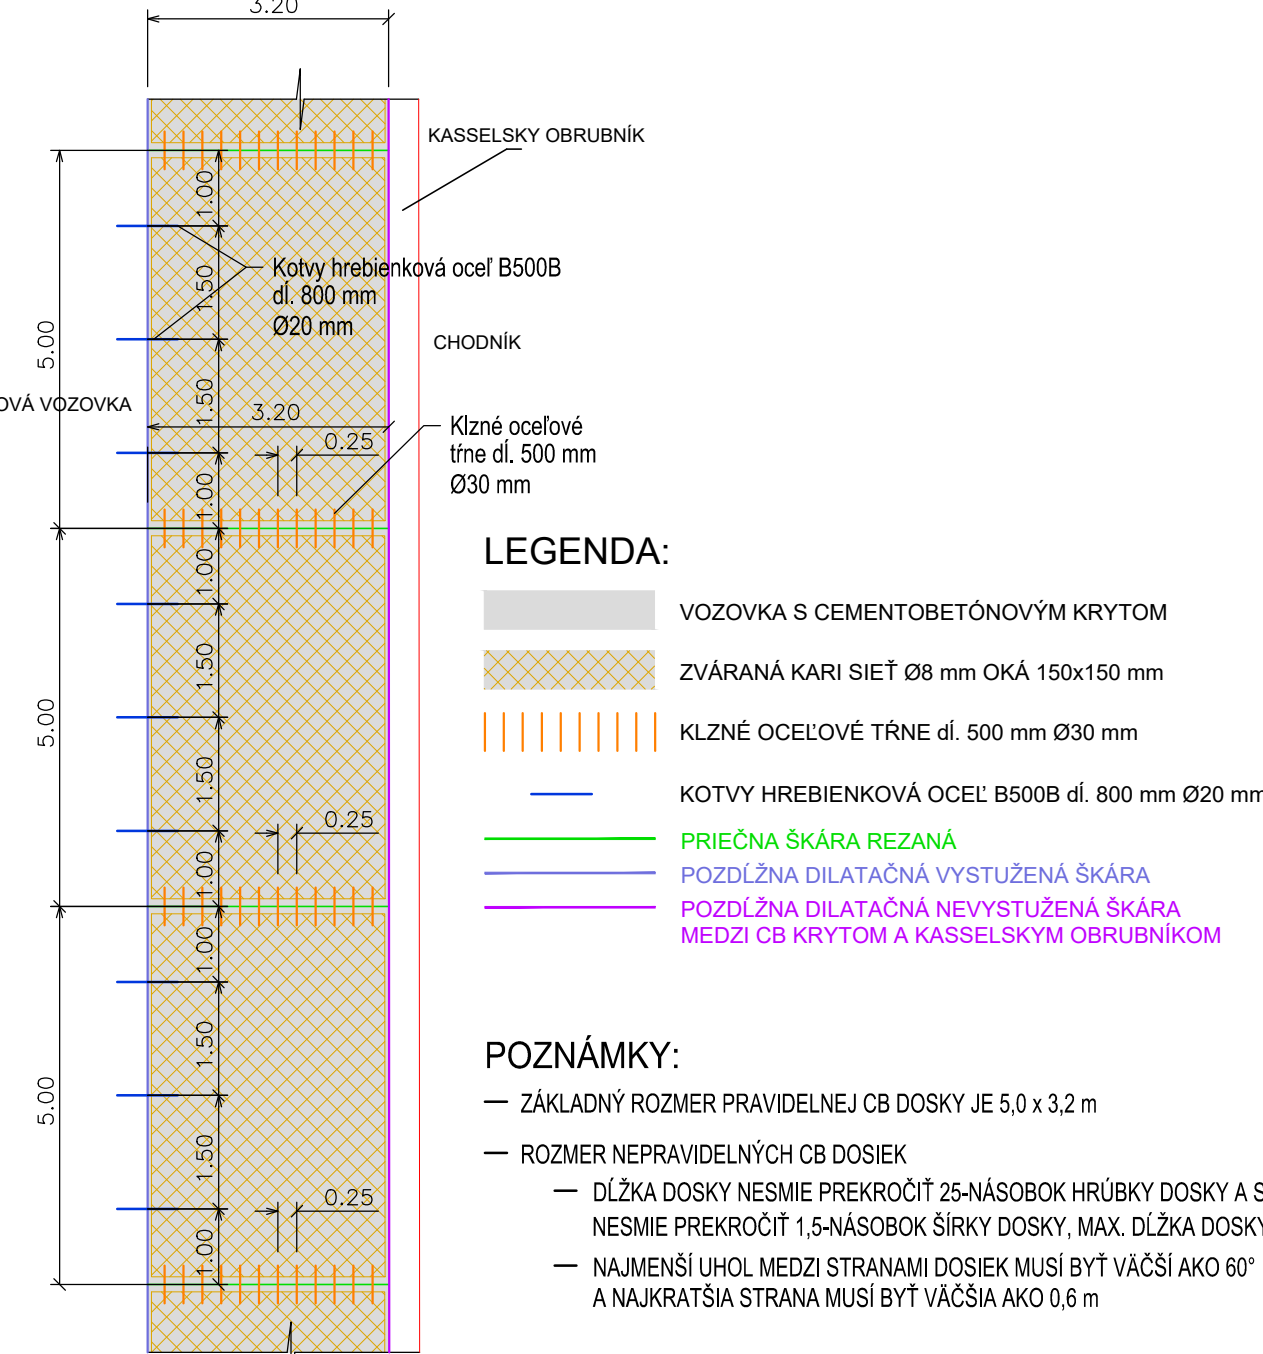 3.20
KASSELSKY OBRUBNÍK
1.00
Kotvy hrebienková oceľ B500B
dĺ. 800 mm
Ø20 mm
1.50
5.00
CHODNÍK
VOZOVKA
1.50
3.20
0.25
Klzné oceľové
tŕne dĺ. 500 mm
Ø30 mm
1.00
LEGENDA:
VOZOVKA S CEMENTOBETÓNOVÝM KRYTOM
ZVÁRANÁ KARI SIEŤ Ø8 mm OKÁ 150x150 mm
KLZNÉ OCEĽOVÉ TŔNE dĺ. 500 mm Ø30 mm
KOTVY HREBIENKOVÁ OCEĽ B500B dĺ. 800 mm Ø20 mm
PRIEČNA ŠKÁRA REZANÁ
POZDĹŽNA DILATAČNÁ VYSTUŽENÁ ŠKÁRA
POZDĹŽNA DILATAČNÁ NEVYSTUŽENÁ ŠKÁRA
MEDZI CB KRYTOM A KASSELSKYM OBRUBNÍKOM
1.00
1.50
5.00
1.50
0.25
1.00
1.00
1.50
5.00
1.50
0.25
1.00
POZNÁMKY:
— ZÁKLADNÝ ROZMER PRAVIDELNEJ CB DOSKY JE 5,0 x 3,2 m
— ROZMER NEPRAVIDELNÝCH CB DOSIEK
— DĹŽKA DOSKY NESMIE PREKROČIŤ 25-NÁSOBOK HRÚBKY DOSKY A
NESMIE PREKROČIŤ 1,5-NÁSOBOK ŠÍRKY DOSKY, MAX. DĹŽKA DOSKY
— NAJMENŠÍ UHOL MEDZI STRANAMI DOSIEK MUSÍ BYŤ VÄČŠÍ AKO 60°
A NAJKRATŠIA STRANA MUSÍ BYŤ VÄČŠIA AKO 0,6 m